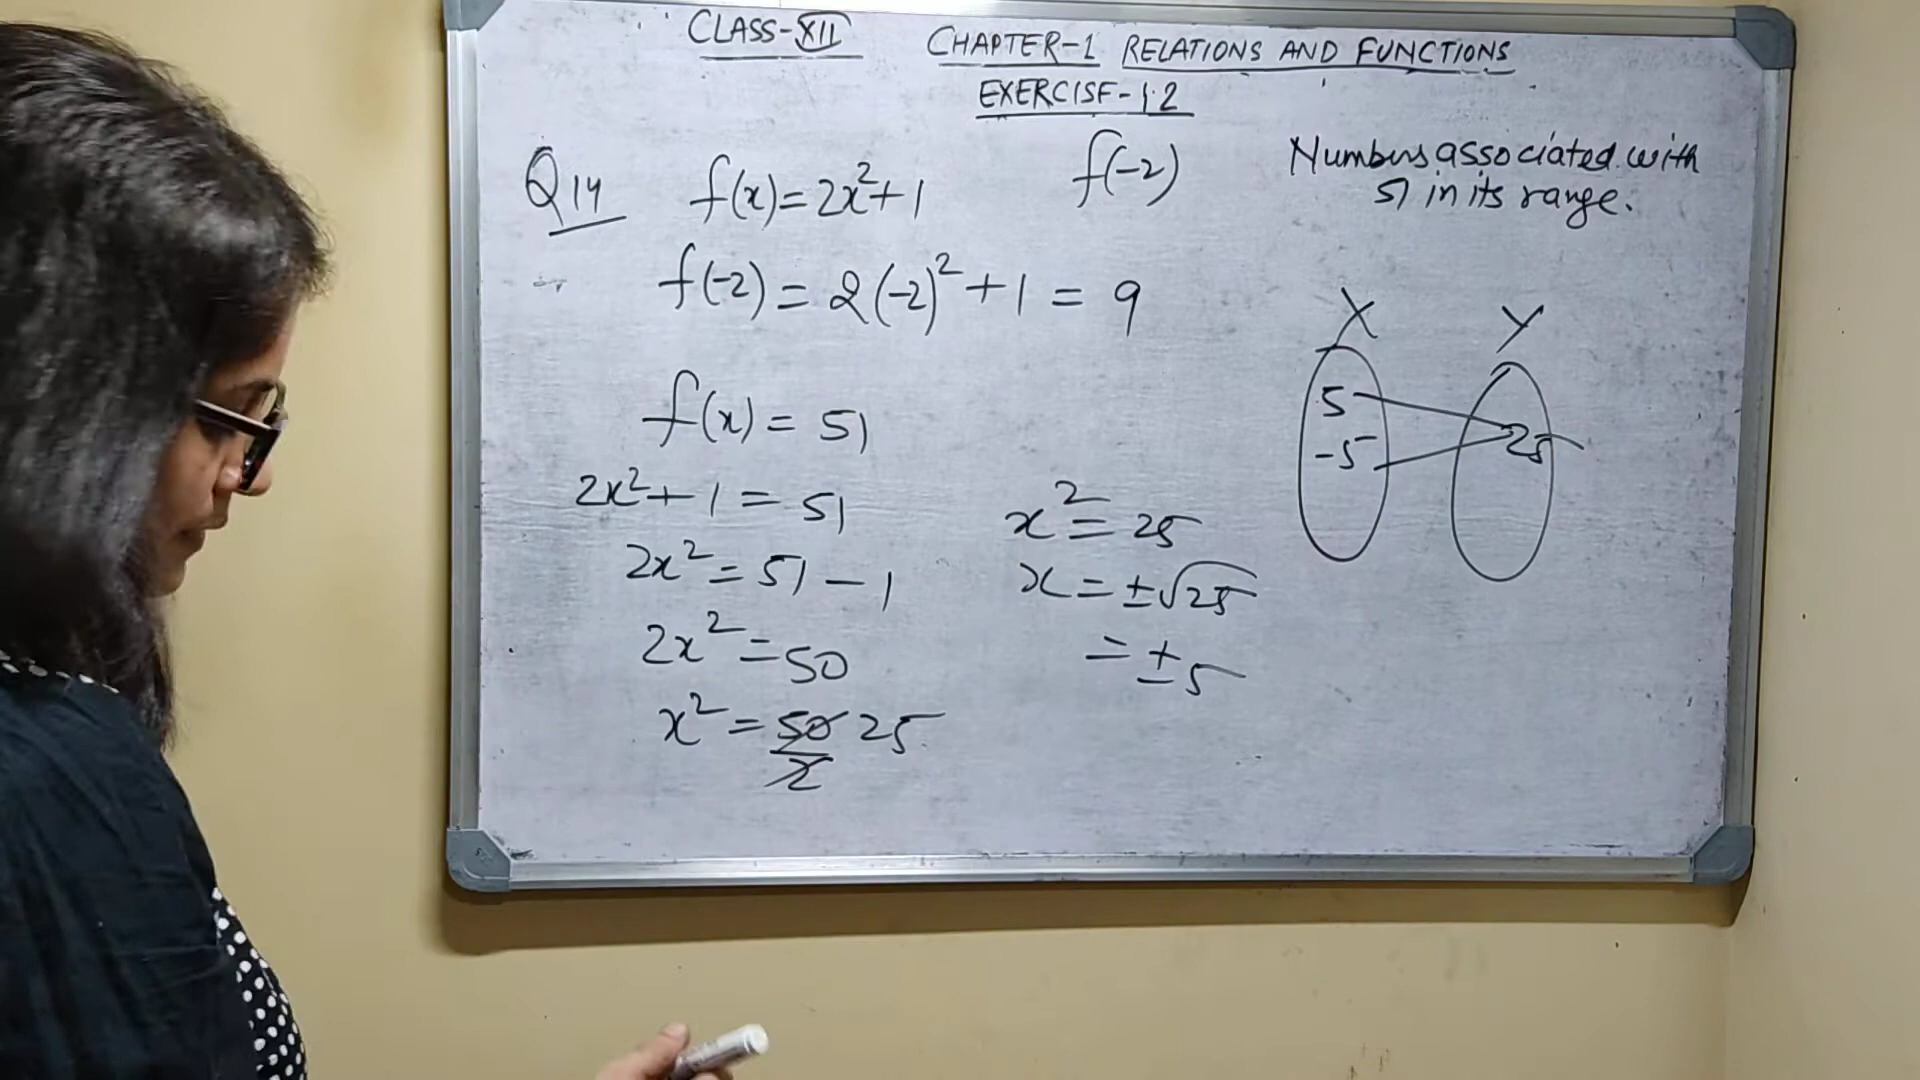 CLASS-XII
CHAPTER-1 RELATIONS AND FUNCTIONS
EXERCISE-1.2
Q14 f(x)=2x²+1 f(-2)
Numbers associated with
51 in its range.
f(-2) = 2(-2)² + 1 = 9
f(x) = 51
2x² + 1 = 51
2x² = 51 - 1
2x² = 50
x² = 50/2 25
x² = 25
x = ±√25
= ±5
X Y
5
-5
25